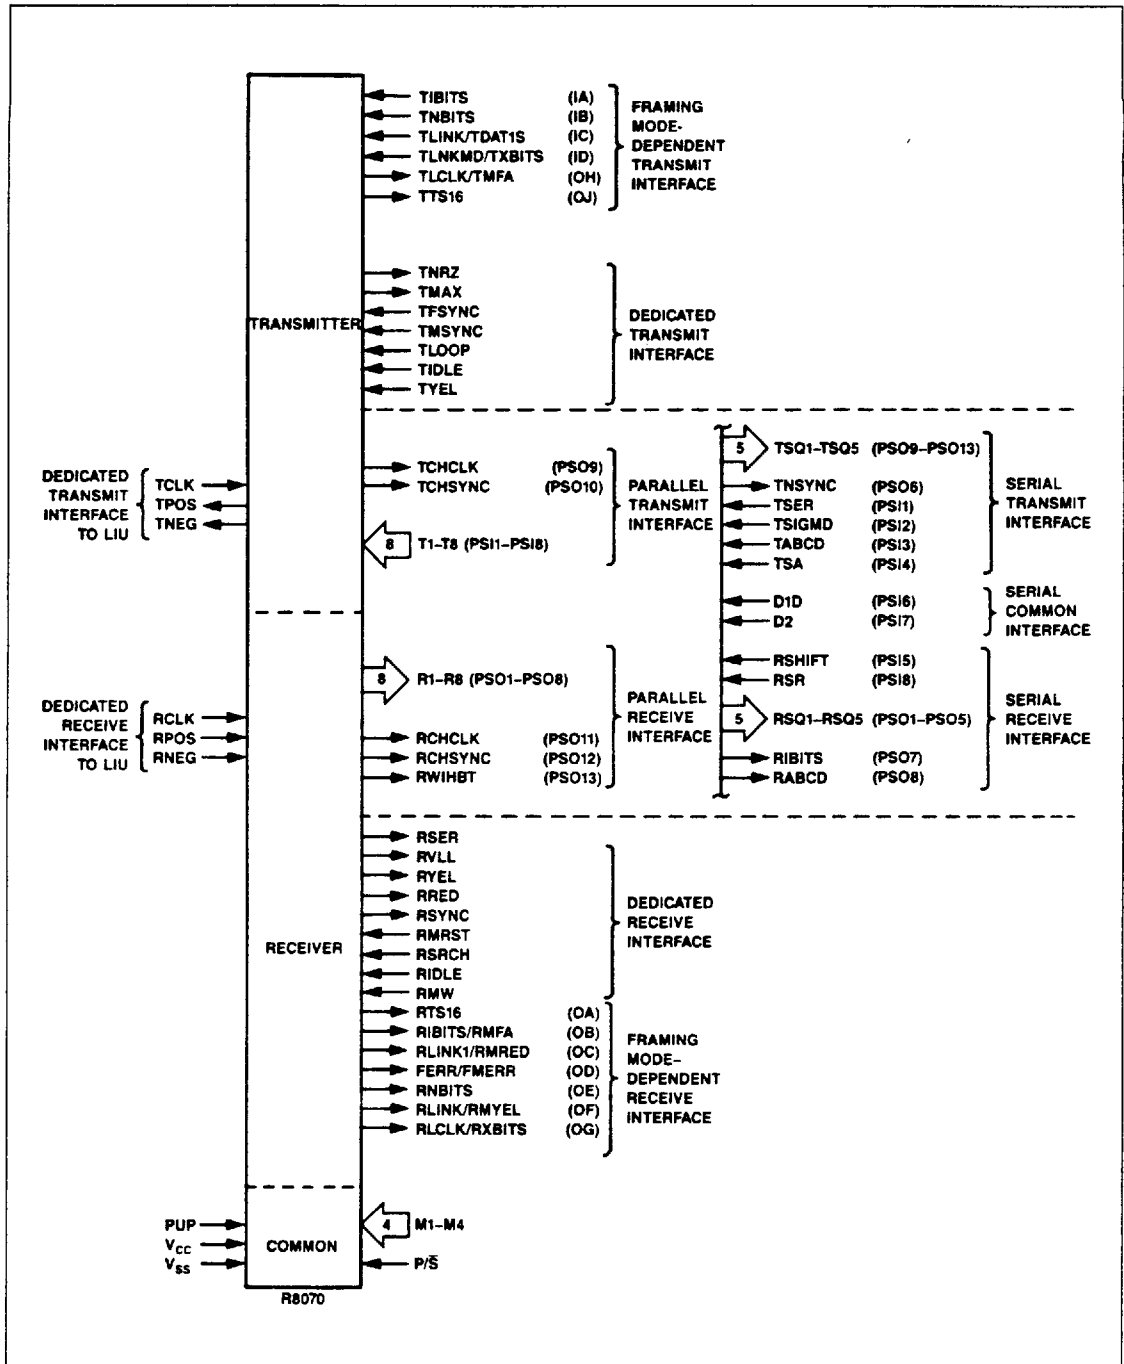 TIBITS (IA)
TNBITS (IB)
TLINK/TDAT1S (IC)
TLNKMD/TXBITS (ID)
TLCLK/TMFA (OH)
TTS16 (OJ)
FRAMING
MODE-
DEPENDENT
TRANSMIT
INTERFACE
TRANSMITTER
TNRZ
TMAX
TFSYNC
TMSYNC
TLOOP
TIDLE
TYEL
DEDICATED
TRANSMIT
INTERFACE
DEDICATED
TRANSMIT
INTERFACE
TO LIU
TCLK
TPOS
TNEG
TCHCLK (PSO9)
TCHSYNC (PSO10)
8 T1-T8 (PSI1-PSI8)
PARALLEL
TRANSMIT
INTERFACE
5 TSQ1-TSQ5 (PSO9-PSO13)
TNSYNC (PSO6)
TSER (PSI1)
TSIGMD (PSI2)
TABCD (PSI3)
TSA (PSI4)
SERIAL
TRANSMIT
INTERFACE
D1D (PSI6)
D2 (PSI7)
SERIAL
COMMON
INTERFACE
DEDICATED
RECEIVE
INTERFACE
TO LIU
RCLK
RPOS
RNEG
8 R1-R8 (PSO1-PSO8)
RCHCLK (PSO11)
RCHSYNC (PSO12)
RWIHBT (PSO13)
PARALLEL
RECEIVE
INTERFACE
RSHIFT (PSI5)
RSR (PSI8)
5 RSQ1-RSQ5 (PSO1-PSO5)
RIBITS (PSO7)
RABCD (PSO8)
SERIAL
RECEIVE
INTERFACE
RECEIVER
RSER
RVLL
RYEL
RRED
RSYNC
RMRST
RSRCH
RIDLE
RMW
DEDICATED
RECEIVE
INTERFACE
RTS16 (OA)
RIBITS/RMFA (OB)
RLINK1/RMRED (OC)
FERR/FMERR (OD)
RNBITS (OE)
RLINK/RMYEL (OF)
RLCLK/RXBITS (OG)
FRAMING
MODE-
DEPENDENT
RECEIVE
INTERFACE
PUP
VCC
VSS
COMMON
4 M1-M4
P/S̅
R8070